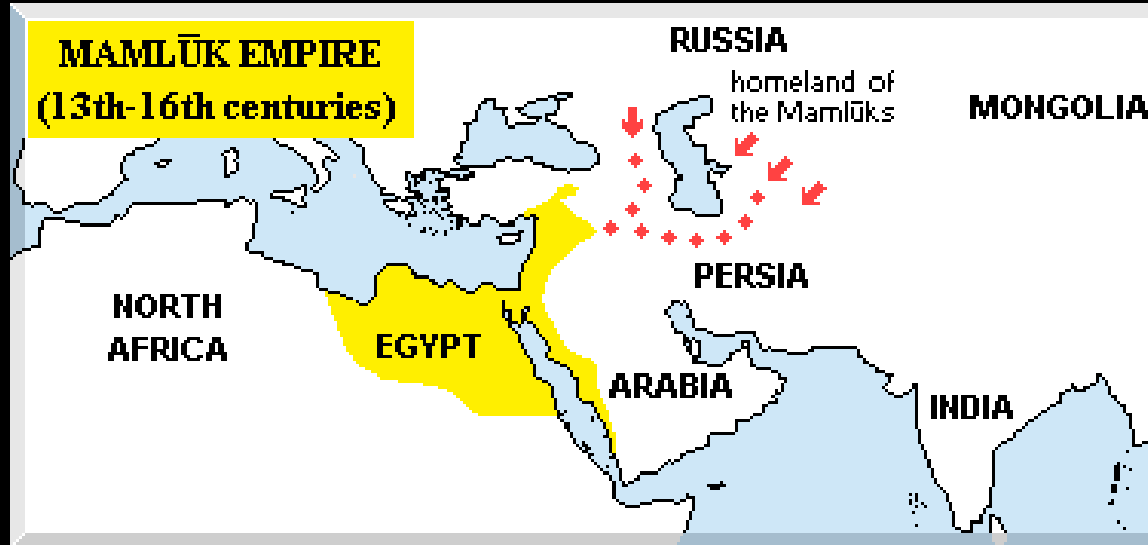 MAMLŪK EMPIRE
(13th-16th centuries)
RUSSIA
homeland of
the Mamlūks
MONGOLIA
PERSIA
NORTH
AFRICA
EGYPT
ARABIA
INDIA